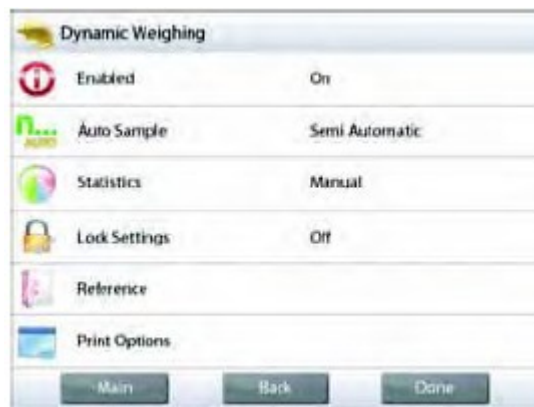 Dynamic Weighing
Enabled On
n... Auto Sample Semi Automatic
AUTO
Statistics Manual
Lock Settings Off
Reference
Print Options
Main Back Done